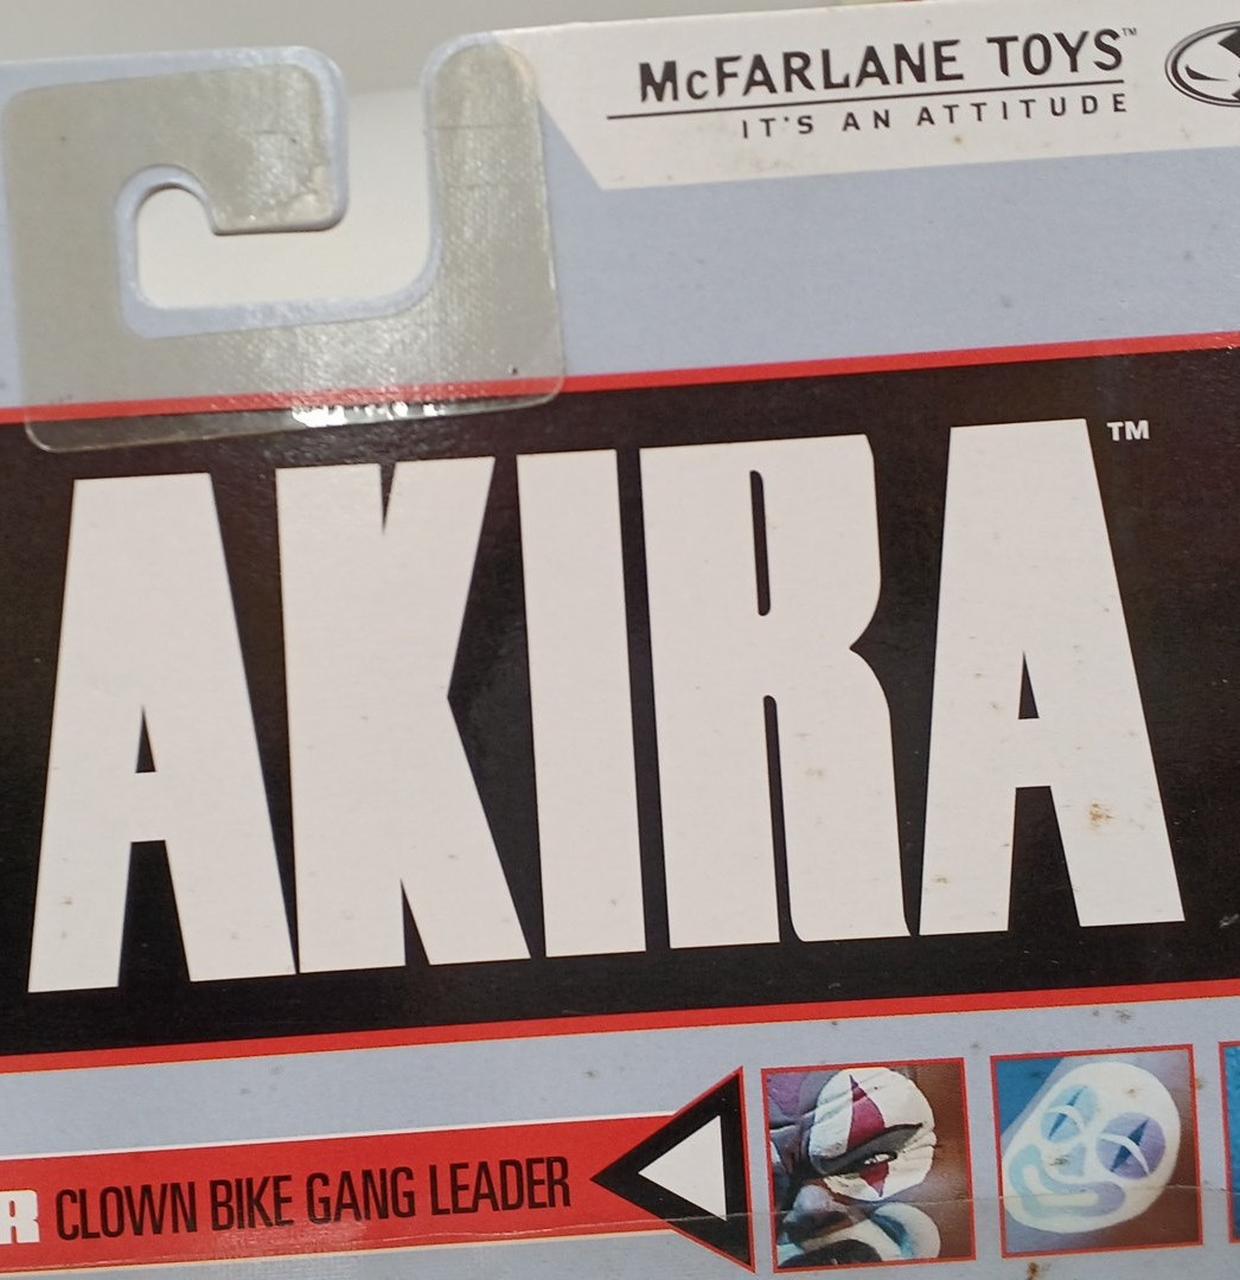 McFARLANE TOYS™
IT'S AN ATTITUDE
AKIRA™
R CLOWN BIKE GANG LEADER